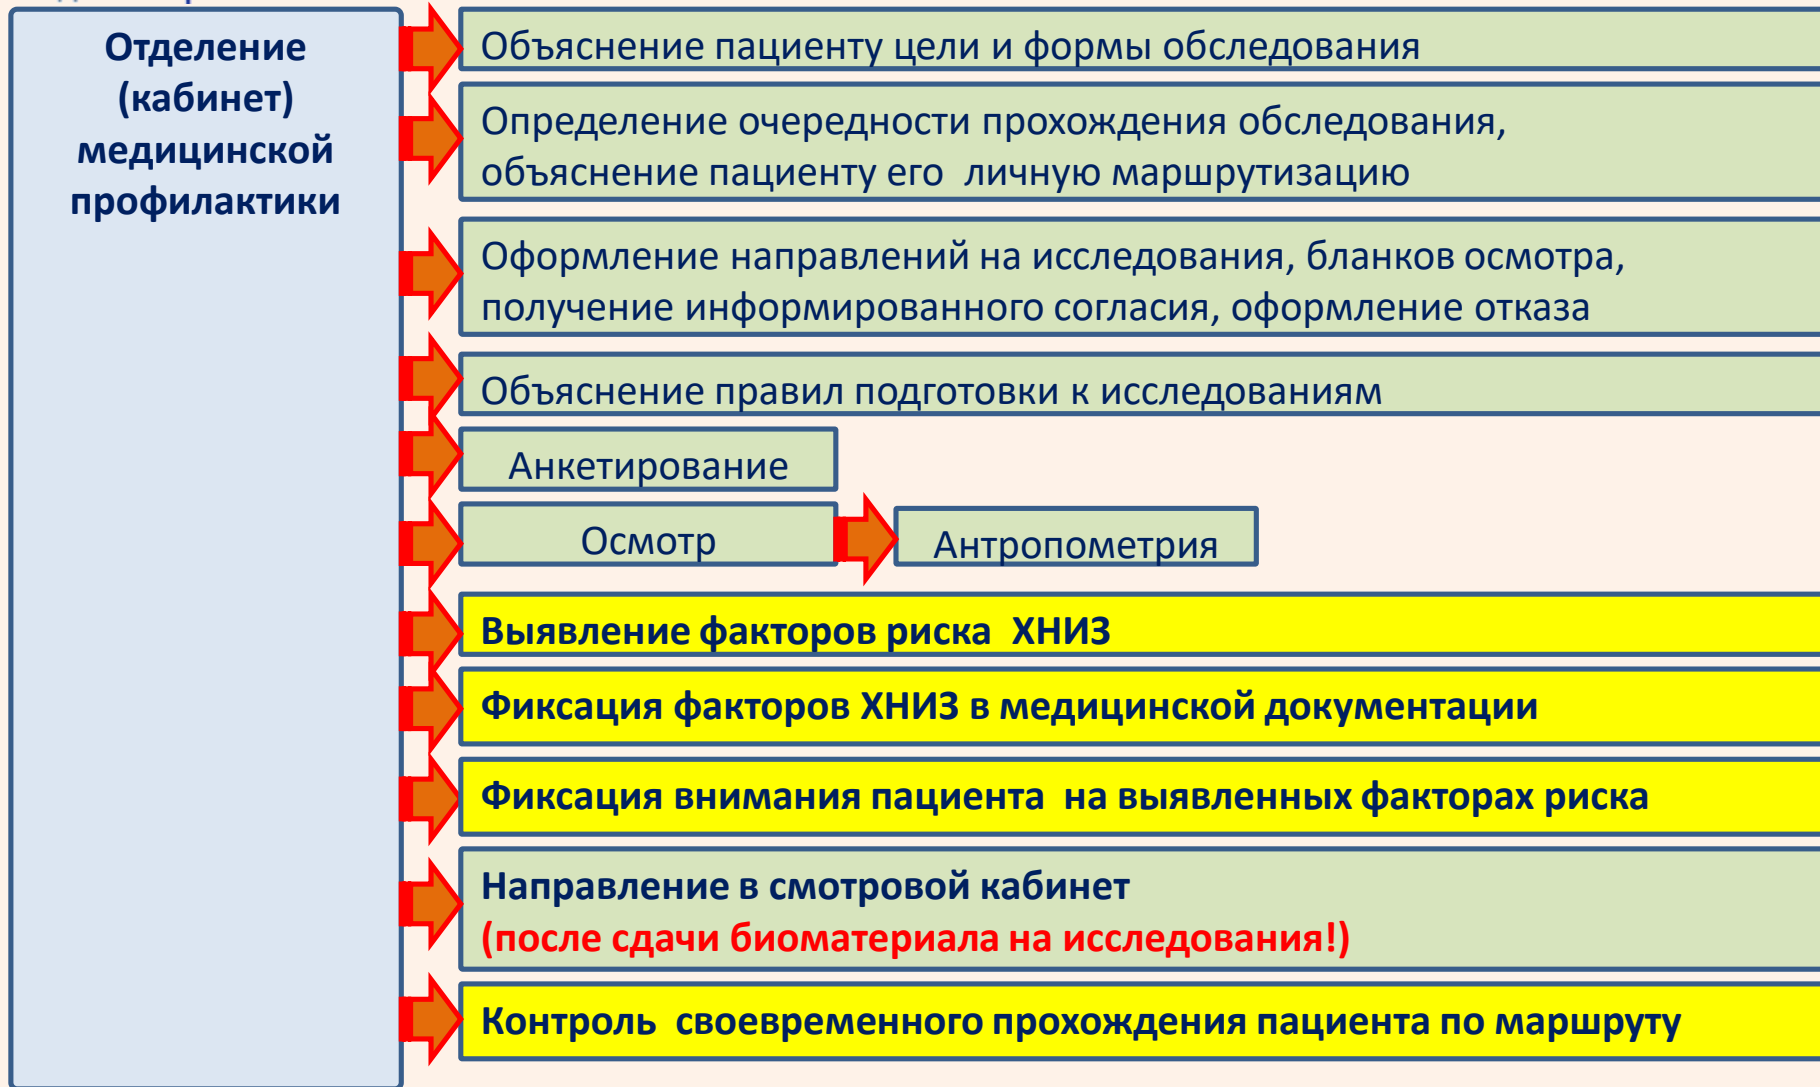 Отделение
(кабинет)
медицинской
профилактики
Объяснение пациенту цели и формы обследования
Определение очередности прохождения обследования,
объяснение пациенту его личную маршрутизацию
Оформление направлений на исследования, бланков осмотра,
получение информированного согласия, оформление отказа
Объяснение правил подготовки к исследованиям
Анкетирование
Осмотр
Антропометрия
Выявление факторов риска ХНИЗ
Фиксация факторов ХНИЗ в медицинской документации
Фиксация внимания пациента на выявленных факторах риска
Направление в смотровой кабинет
(после сдачи биоматериала на исследования!)
Контроль своевременного прохождения пациента по маршруту